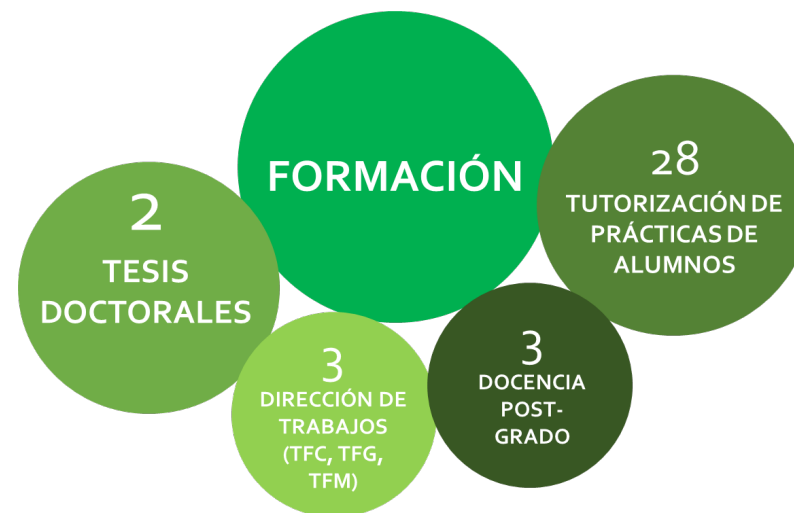 FORMACIÓN
2
TESIS
DOCTORALES
3
DIRECCIÓN DE
TRABAJOS
(TFC, TFG,
TFM)
3
DOCENCIA
POST-
GRADO
28
TUTORIZACIÓN DE
PRÁCTICAS DE
ALUMNOS